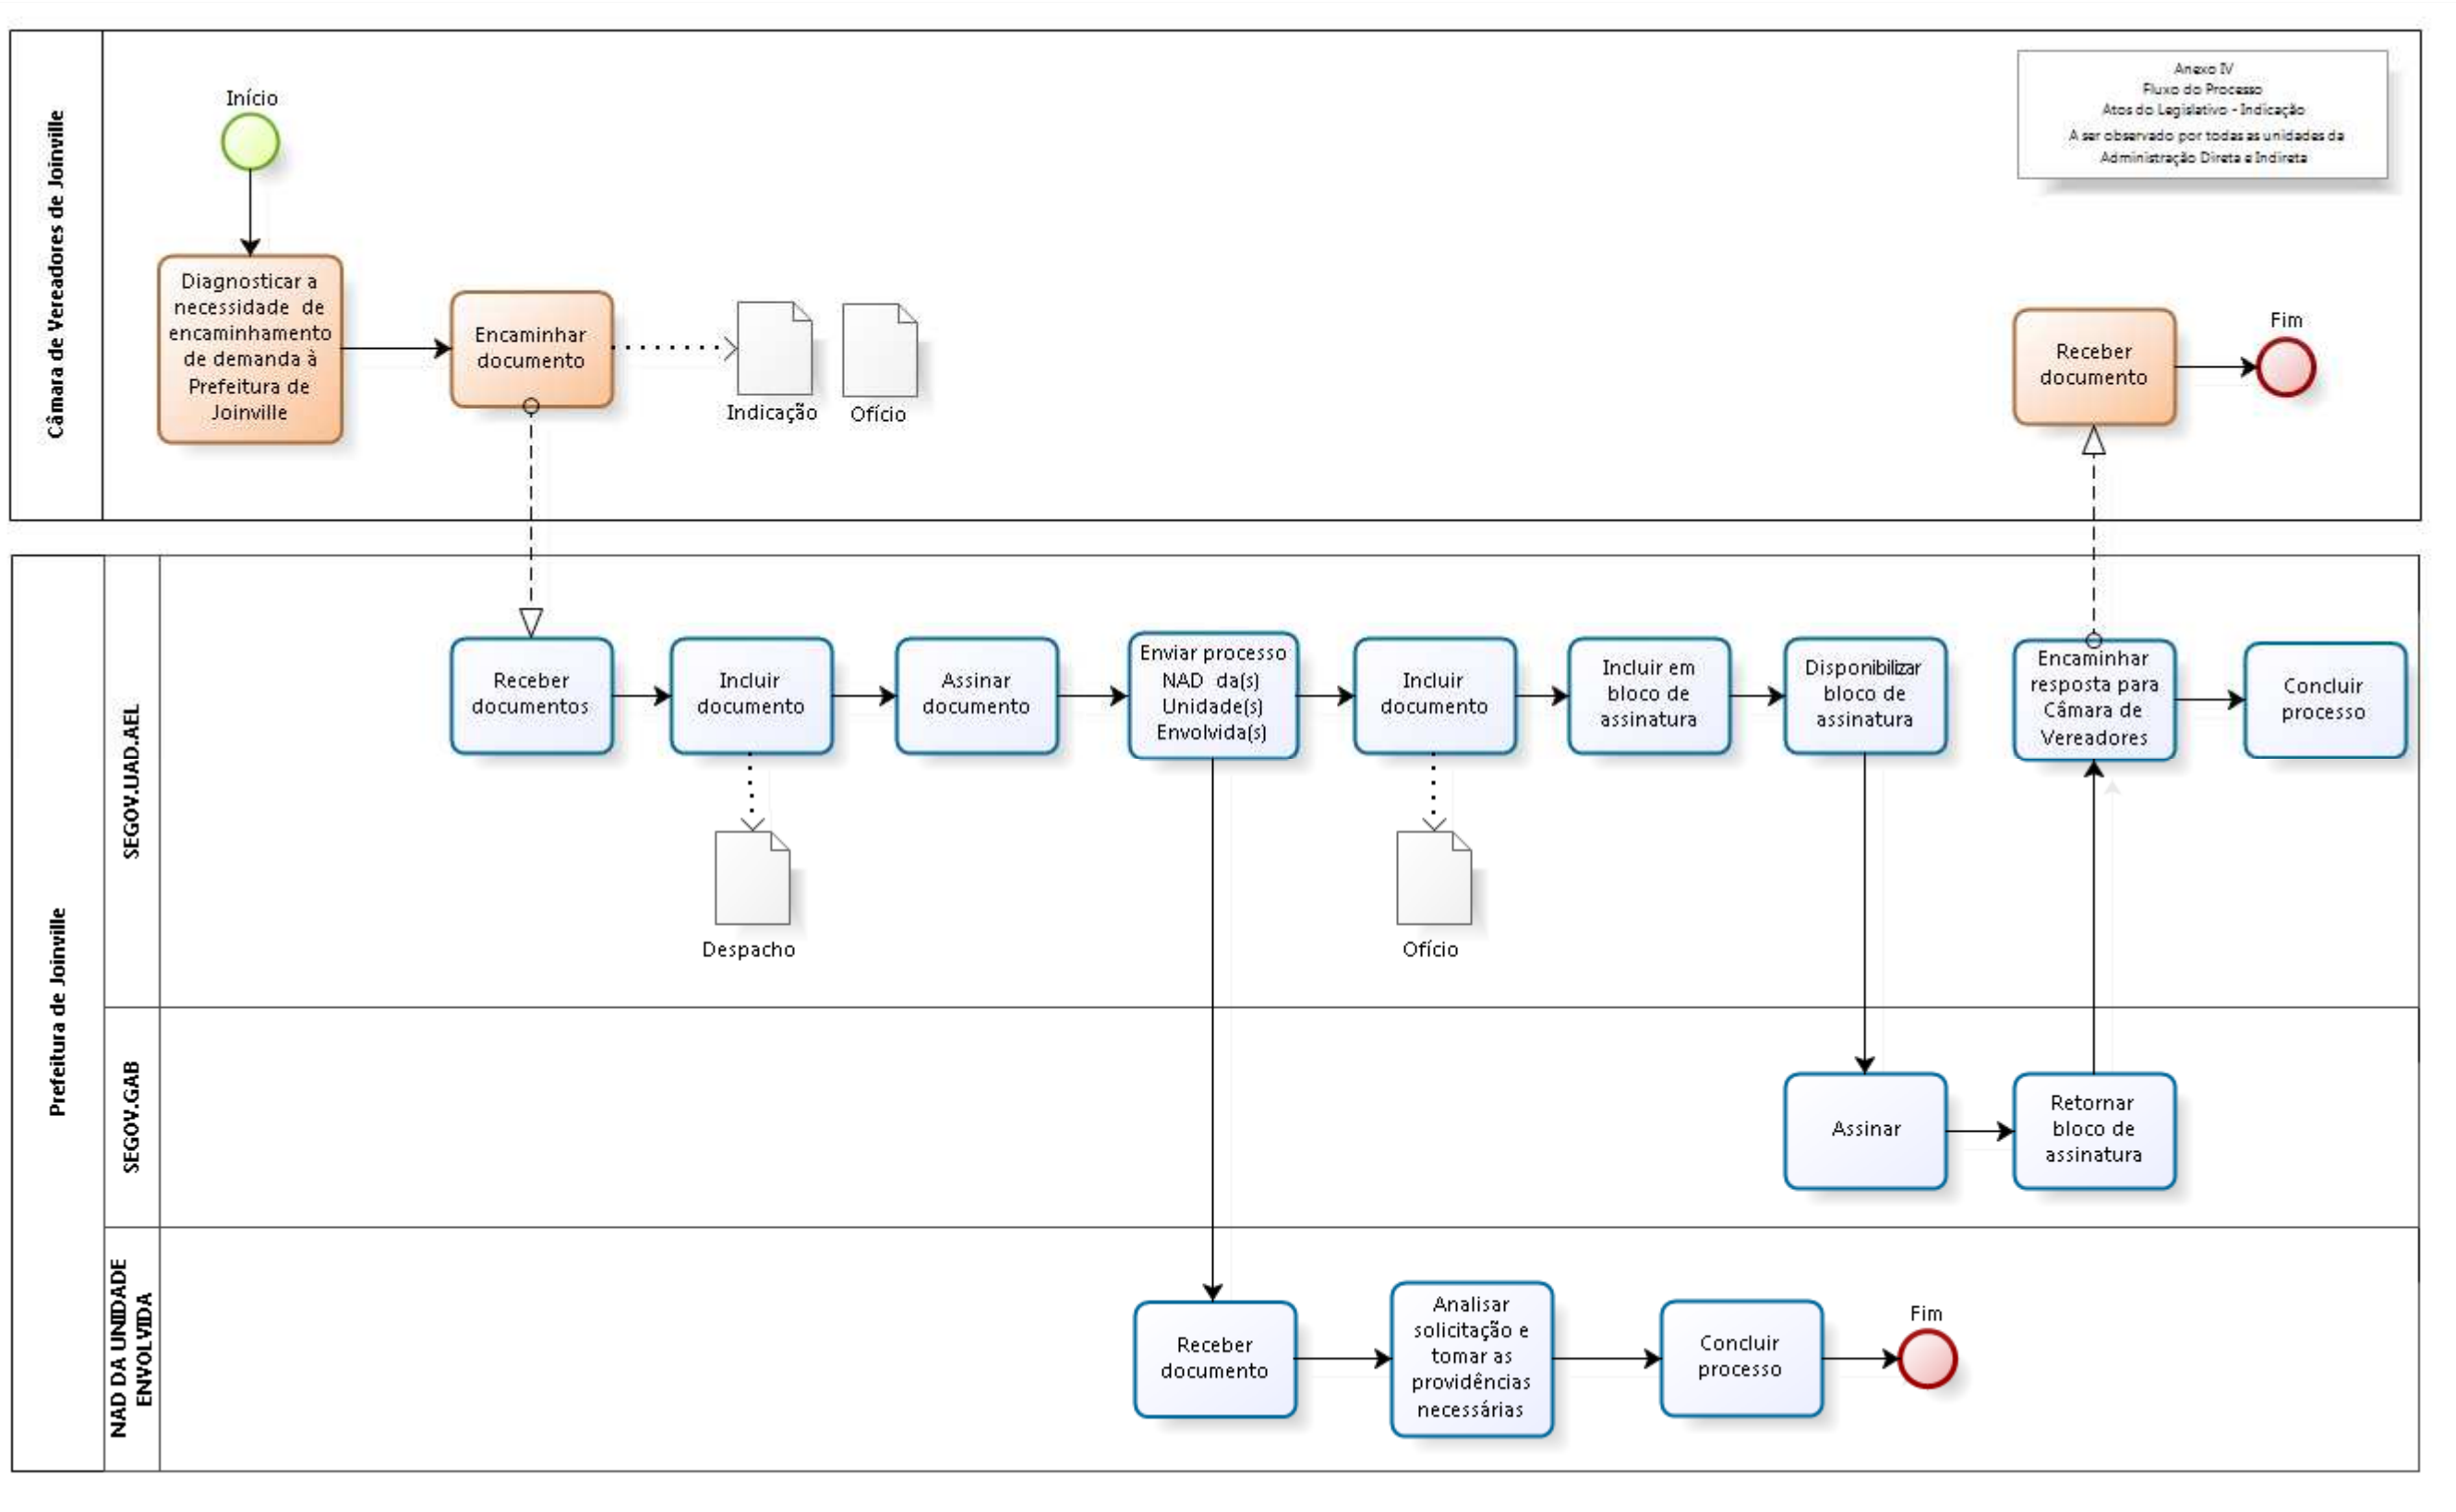 Anexo IV
Fluxo do Processo
Atos do Legislativo - Indicação
A ser observado por todas as unidades da
Administração Direta e Indireta
Câmara de Vereadores de Joinville
Início
Diagnosticar a
necessidade de
encaminhamento
de demanda à
Prefeitura de
Joinville
Encaminhar
documento
Indicação
Ofício
Receber
documento
Fim
Prefeitura de Joinville
SEGOV.UAD.AEL
Receber
documentos
Incluir
documento
Despacho
Assinar
documento
Enviar processo
NAD da(s)
Unidade(s)
Envolvida(s)
Incluir
documento
Ofício
Incluir em
bloco de
assinatura
Disponibilizar
bloco de
assinatura
Encaminhar
resposta para
Câmara de
Vereadores
Concluir
processo
SEGOV.GAB
Assinar
Retornar
bloco de
assinatura
NAD DA UNIDADE
ENVOLVIDA
Receber
documento
Analisar
solicitação e
tomar as
providências
necessárias
Concluir
processo
Fim